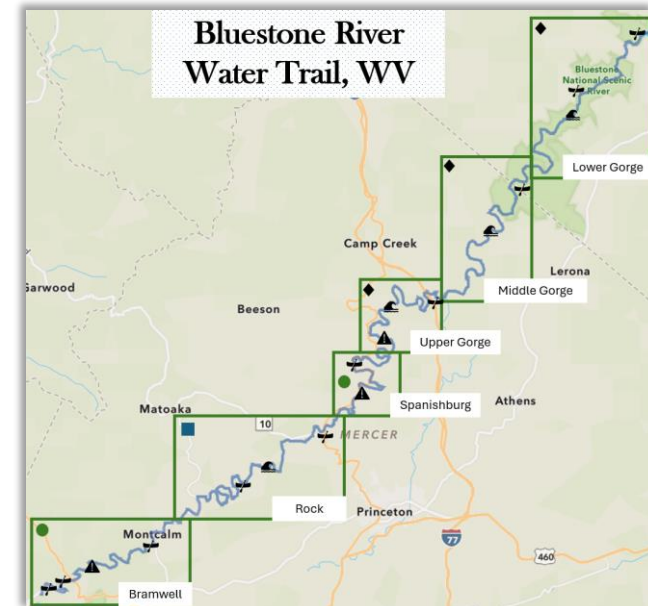 Bluestone River
Water Trail, WV
Bluestone
National Scenic
River
Lower Gorge
Camp Creek
Lerona
Garwood
Middle Gorge
Beeson
Upper Gorge
Spanishburg
Athens
Matoaka
10
MERCER
Rock
Princeton
Montcalm
77
460
Bramwell